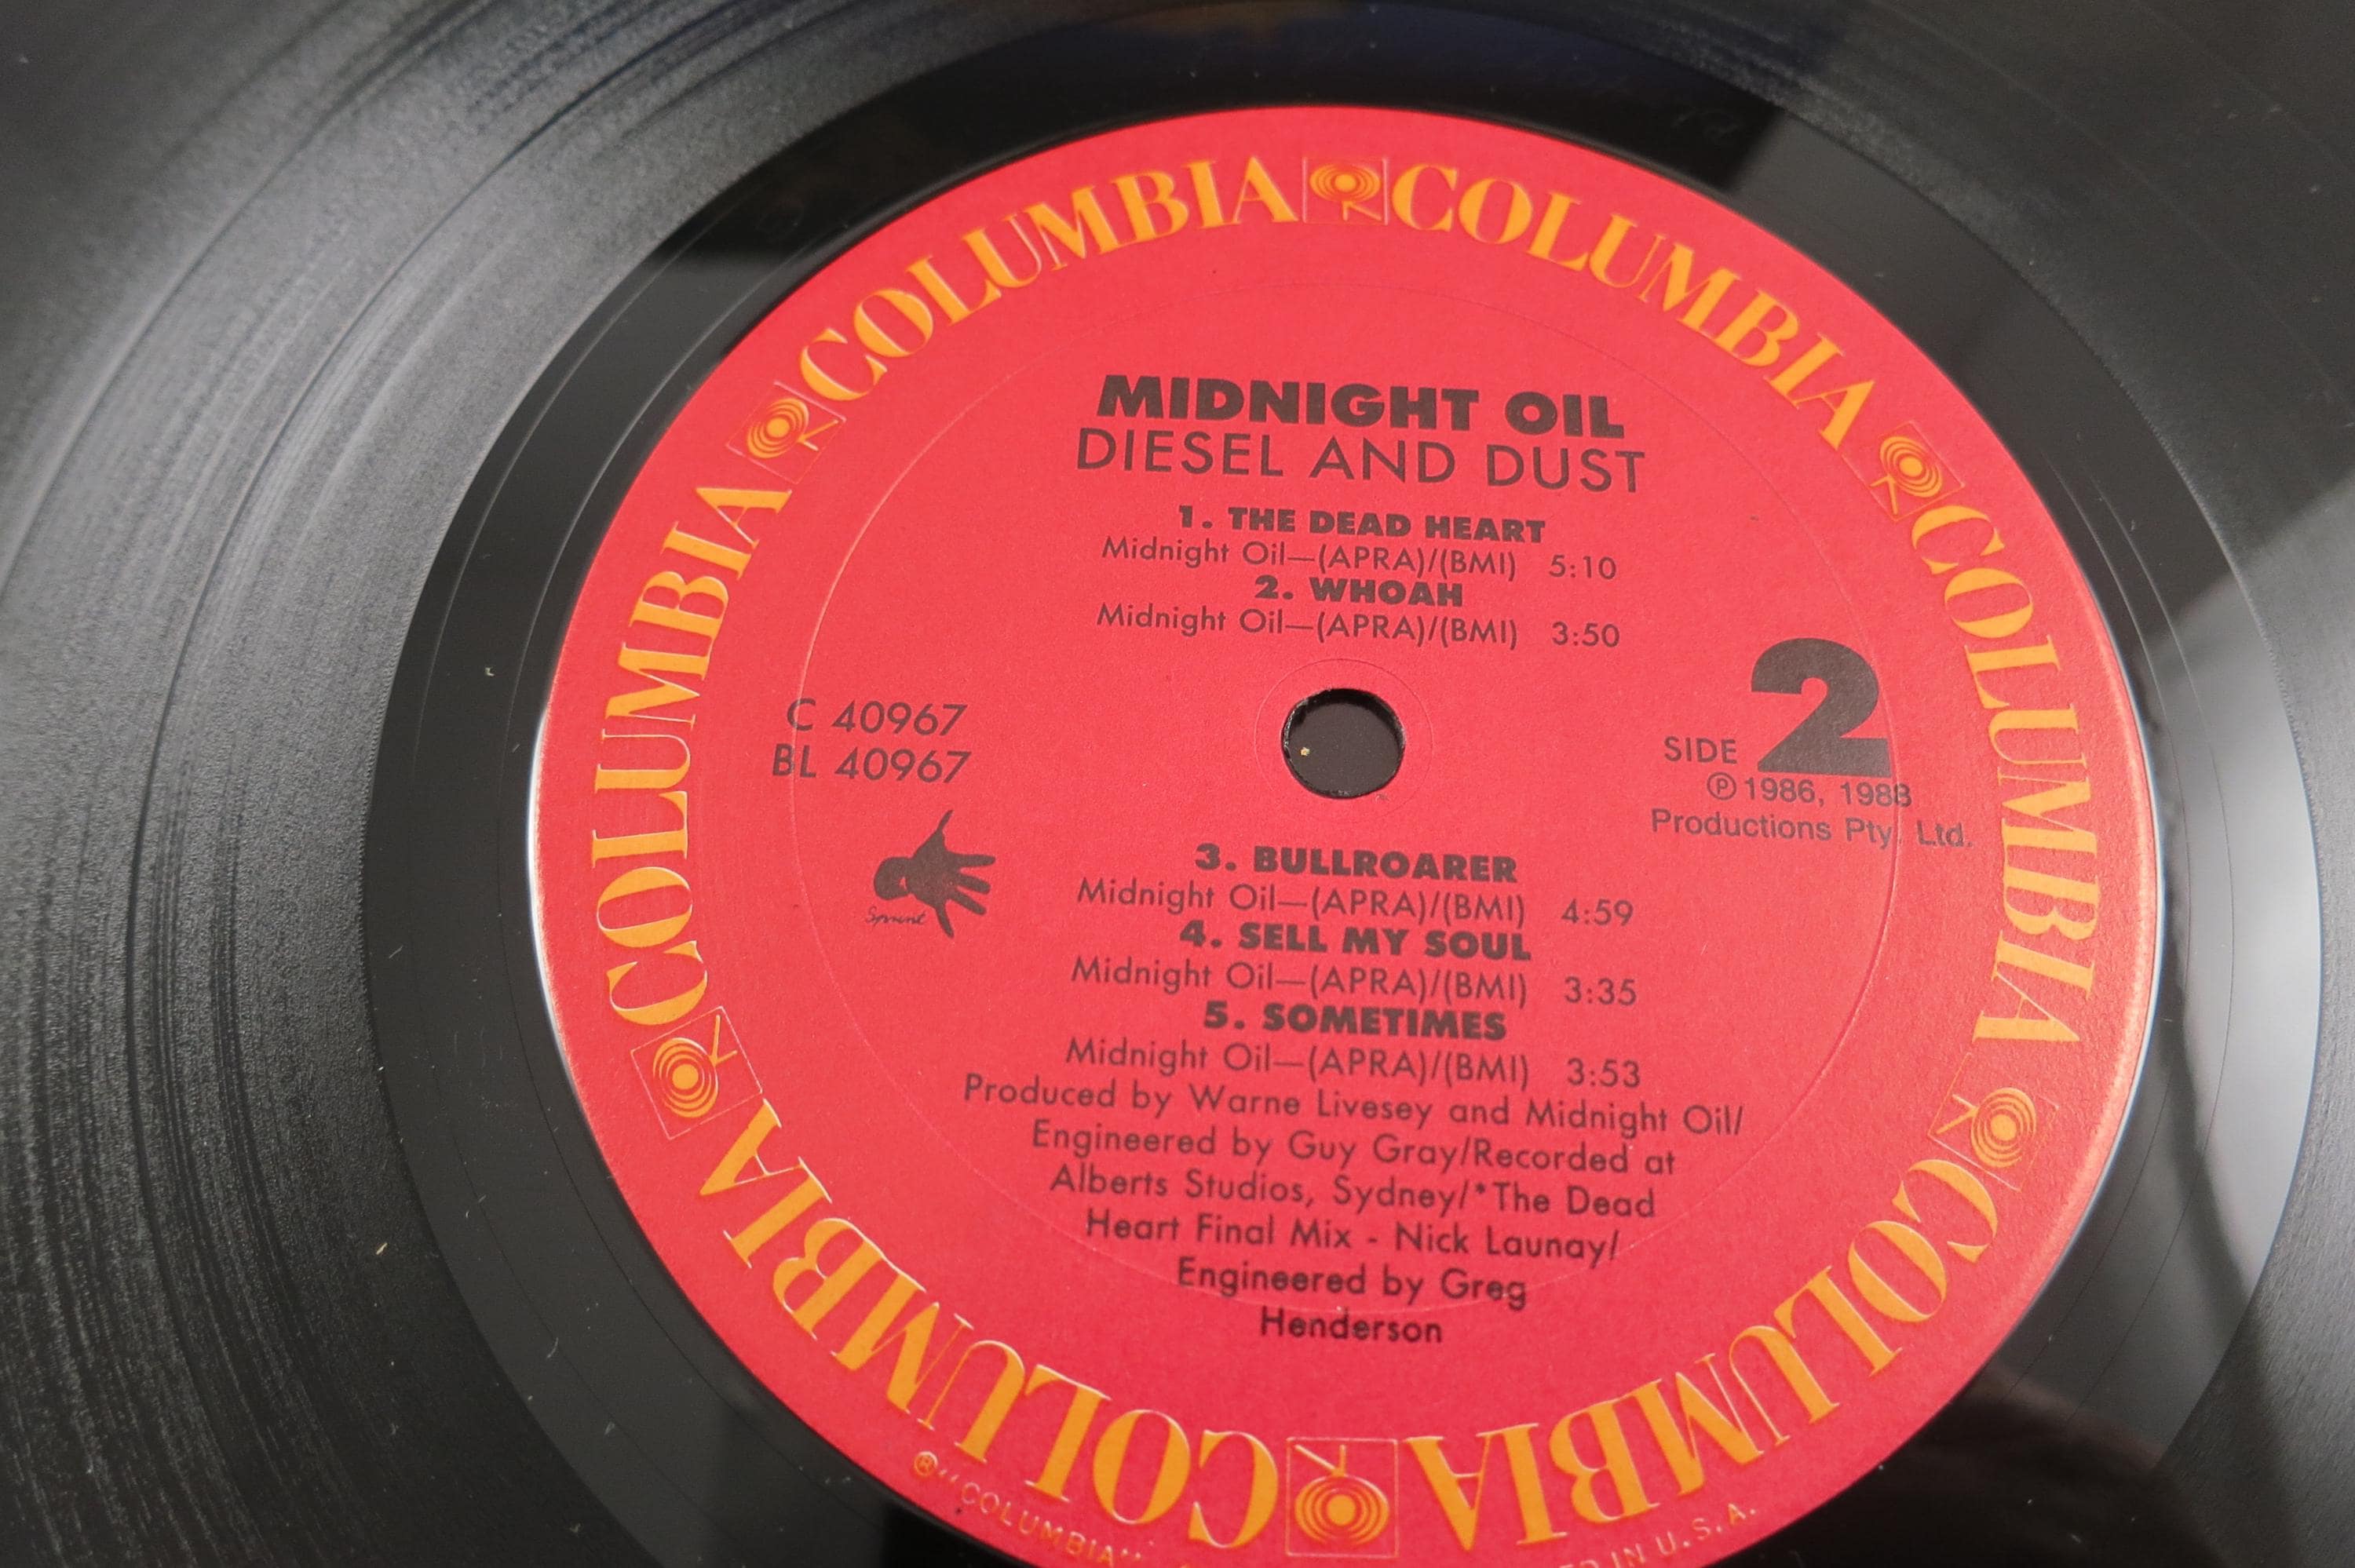 COLUMBIA COLUMBIA COLUMBIA COLUMBIA COLUMBIA COLUMBIA
MIDNIGHT OIL
DIESEL AND DUST
1. THE DEAD HEART
Midnight Oil—(APRA)/(BMI) 5:10
2. WHOAH
Midnight Oil—(APRA)/(BMI) 3:50
C 40967
BL 40967
Sprint
SIDE 2
Ⓟ 1986, 1988
Productions Pty. Ltd.
3. BULLROARER
Midnight Oil—(APRA)/(BMI) 4:59
4. SELL MY SOUL
Midnight Oil—(APRA)/(BMI) 3:35
5. SOMETIMES
Midnight Oil—(APRA)/(BMI) 3:53
Produced by Warne Livesey and Midnight Oil/
Engineered by Guy Gray/Recorded at
Alberts Studios, Sydney/*The Dead
Heart Final Mix - Nick Launay/
Engineered by Greg
Henderson
® "COLUMBIA" IN U.S.A.